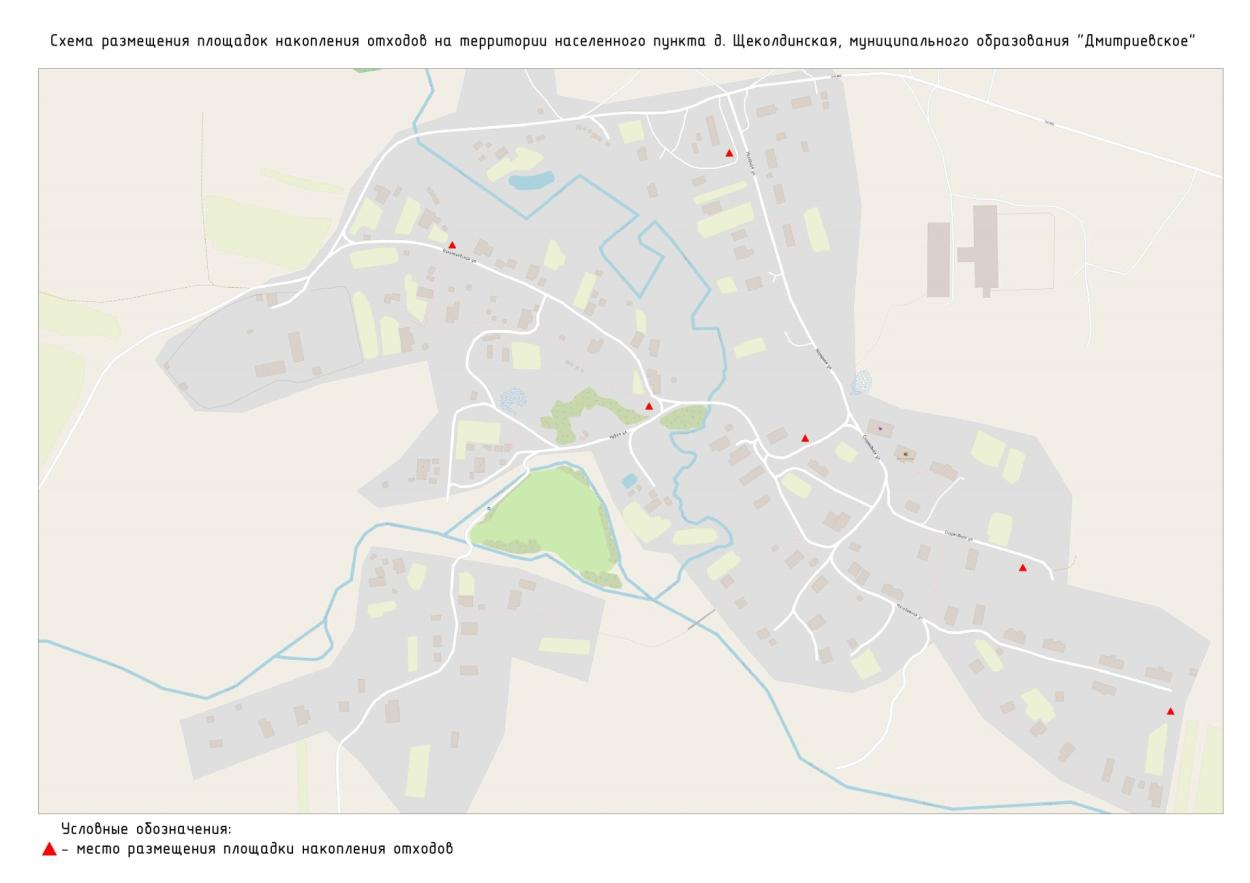 Схема размещения площадок накопления отходов на территории населенного пункта д. Щеколдинская, муниципального образования "Дмитриевское"
Условные обозначения:
- место размещения площадки накопления отходов